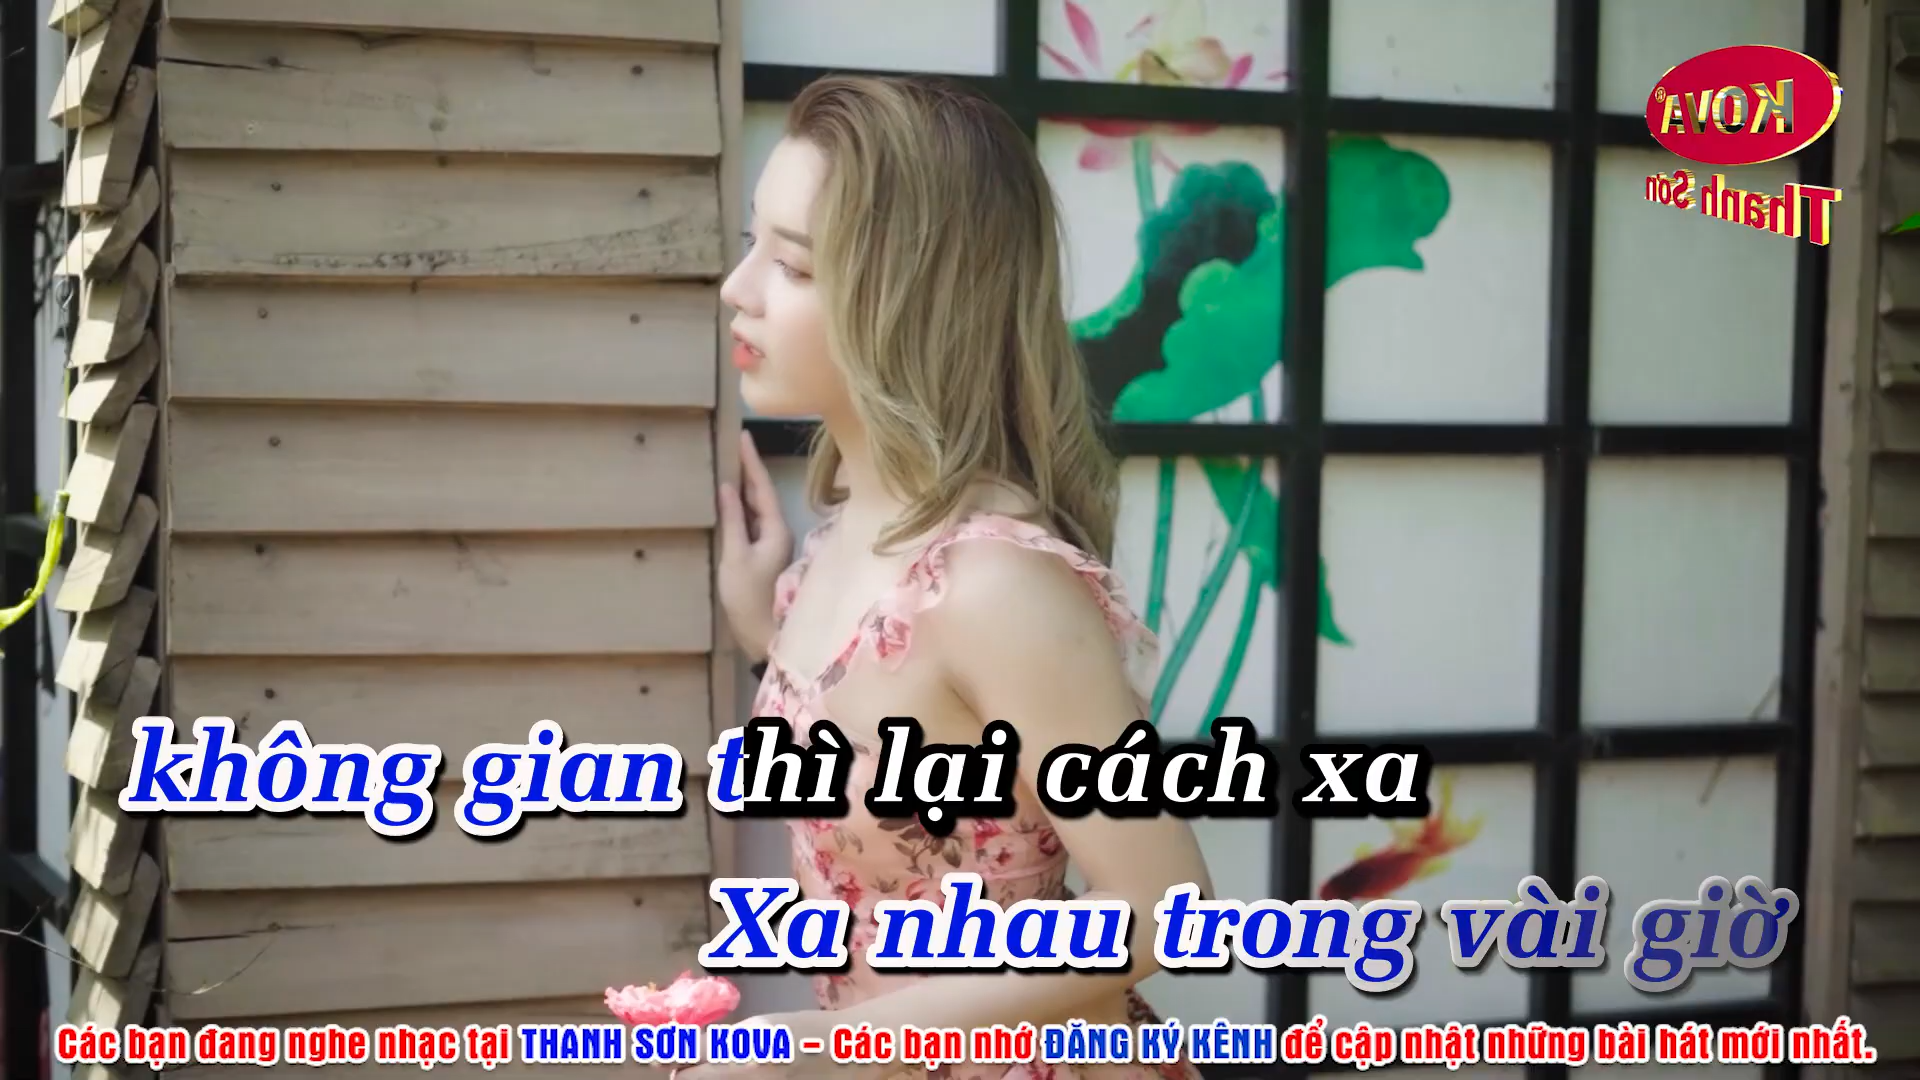 KOVA®
Thanh Sơn
không gian thì lại cách xa
Xa nhau trong vài giờ
Các bạn đang nghe nhạc tại THANH SƠN KOVA – Các bạn nhớ ĐĂNG KÝ KÊNH để cập nhật những bài hát mới nhất.